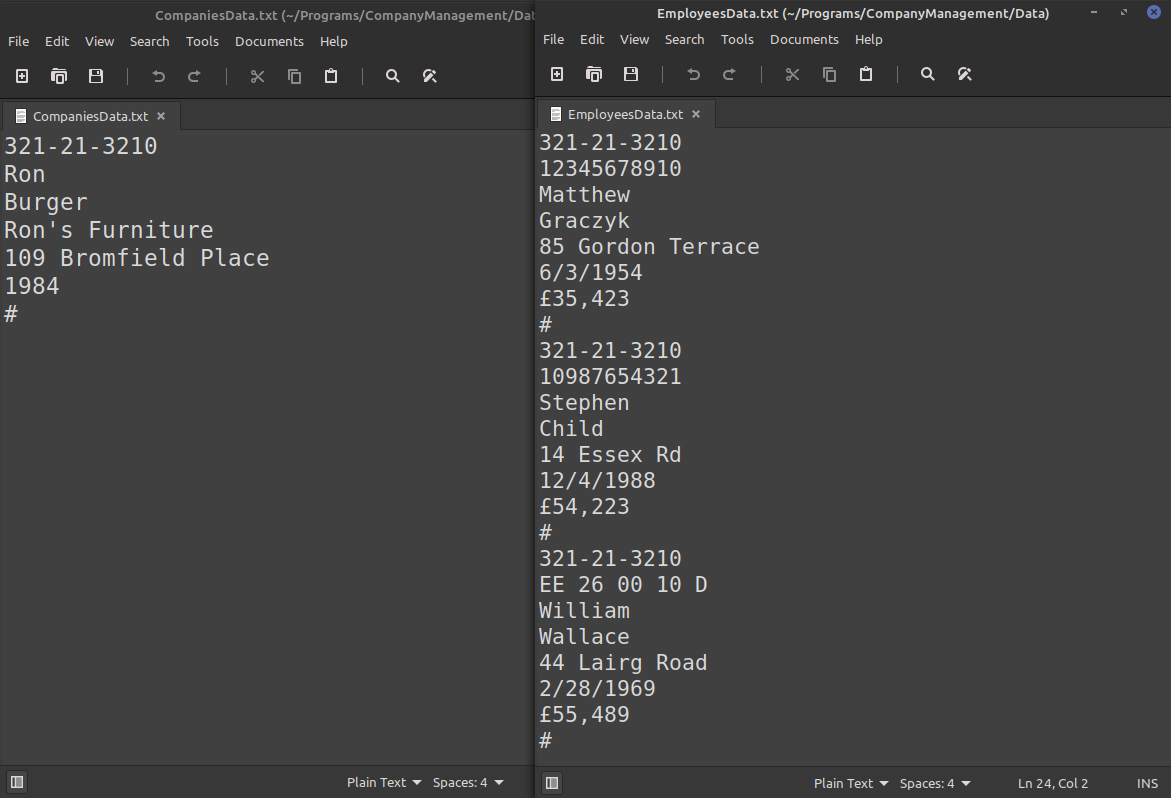 CompaniesData.txt (~/Programs/CompanyManagement/Dat
File Edit View Search Tools Documents Help
CompaniesData.txt
321-21-3210
Ron
Burger
Ron's Furniture
109 Bromfield Place
1984
#
Plain Text Spaces: 4
EmployeesData.txt (~/Programs/CompanyManagement/Data)
File Edit View Search Tools Documents Help
EmployeesData.txt
321-21-3210
12345678910
Matthew
Graczyk
85 Gordon Terrace
6/3/1954
£35,423
#
321-21-3210
10987654321
Stephen
Child
14 Essex Rd
12/4/1988
£54,223
#
321-21-3210
EE 26 00 10 D
William
Wallace
44 Lairg Road
2/28/1969
£55,489
#
Plain Text Spaces: 4 Ln 24, Col 2 INS